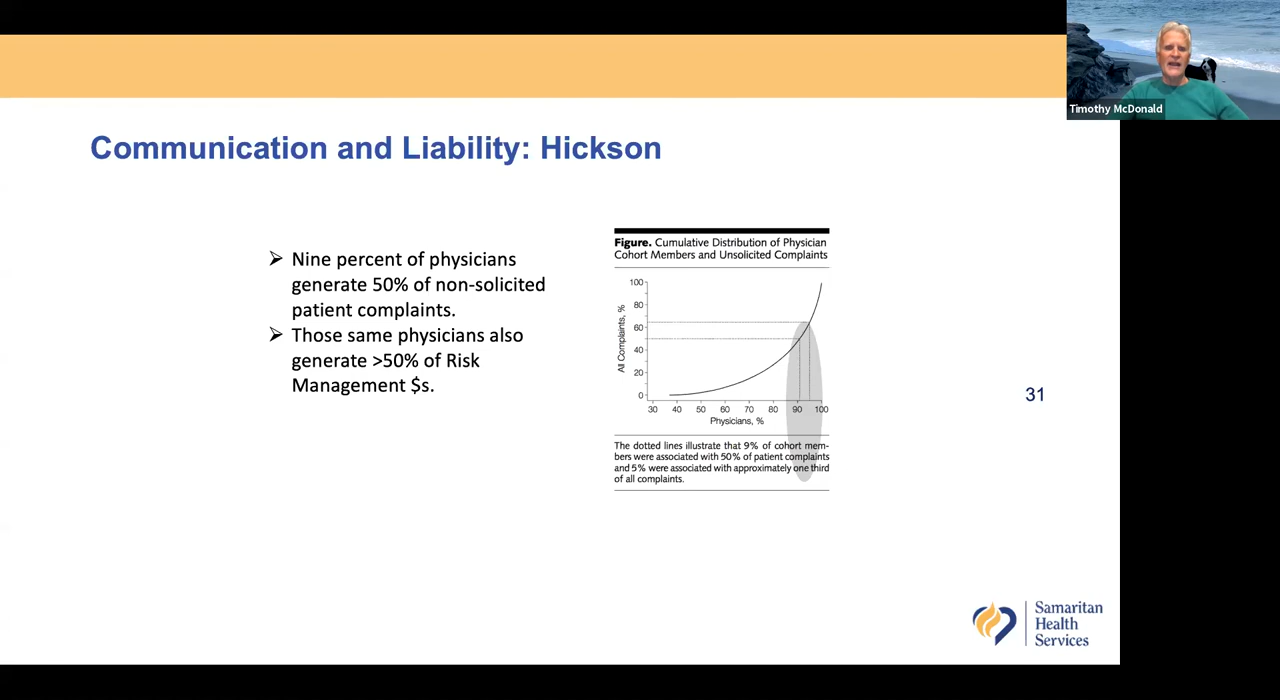 Timothy McDonald
Communication and Liability: Hickson
Nine percent of physicians
generate 50% of non-solicited
patient complaints.
Those same physicians also
generate >50% of Risk
Management $s.
Figure. Cumulative Distribution of Physician
Cohort Members and Unsolicited Complaints
All Complaints, %
100
80
60
40
20
0
30 40 50 60 70 80 90 100
Physicians, %
The dotted lines illustrate that 9% of cohort mem-
bers were associated with 50% of patient complaints
and 5% were associated with approximately one third
of all complaints.
31
Samaritan
Health
Services